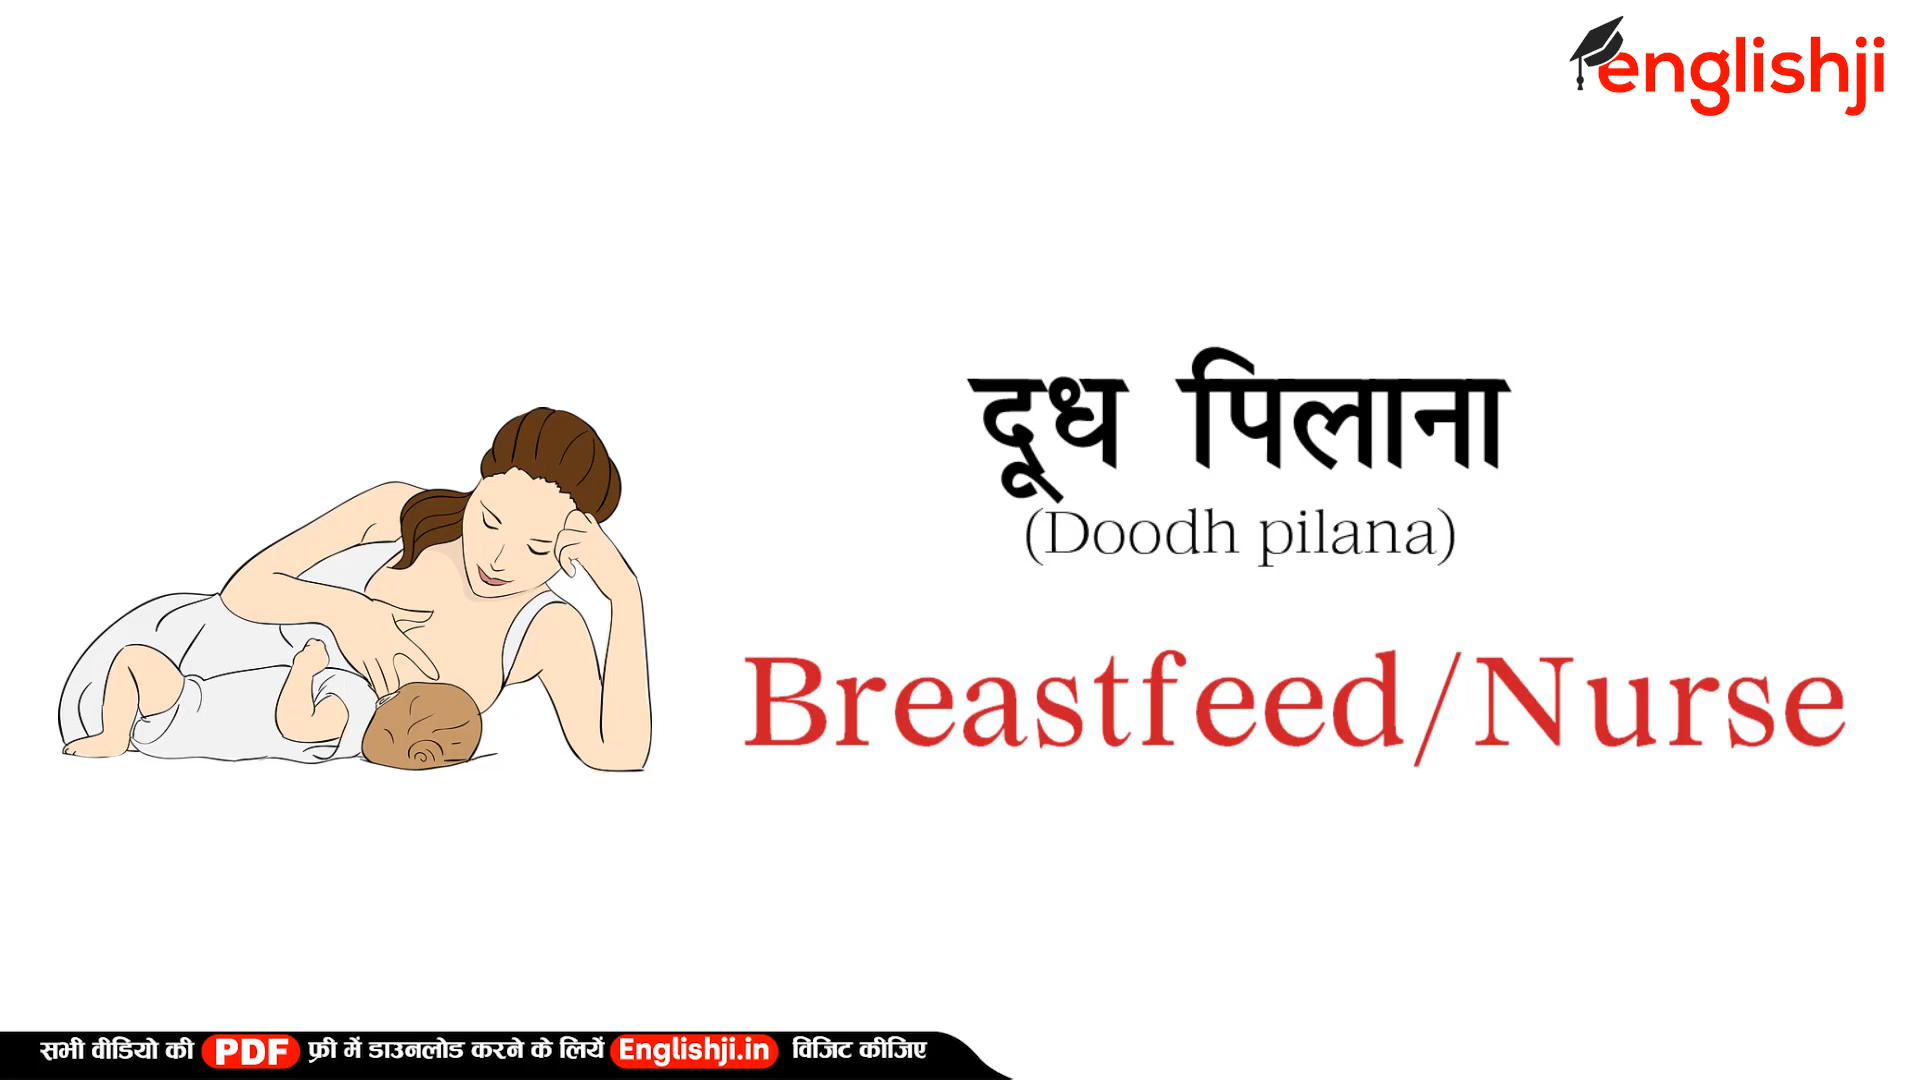 englishji
दूध पिलाना
(Doodh pilana)
Breastfeed/Nurse
सभी वीडियो की PDF फ्री में डाउनलोड करने के लियें Englishji.in विजिट कीजिए